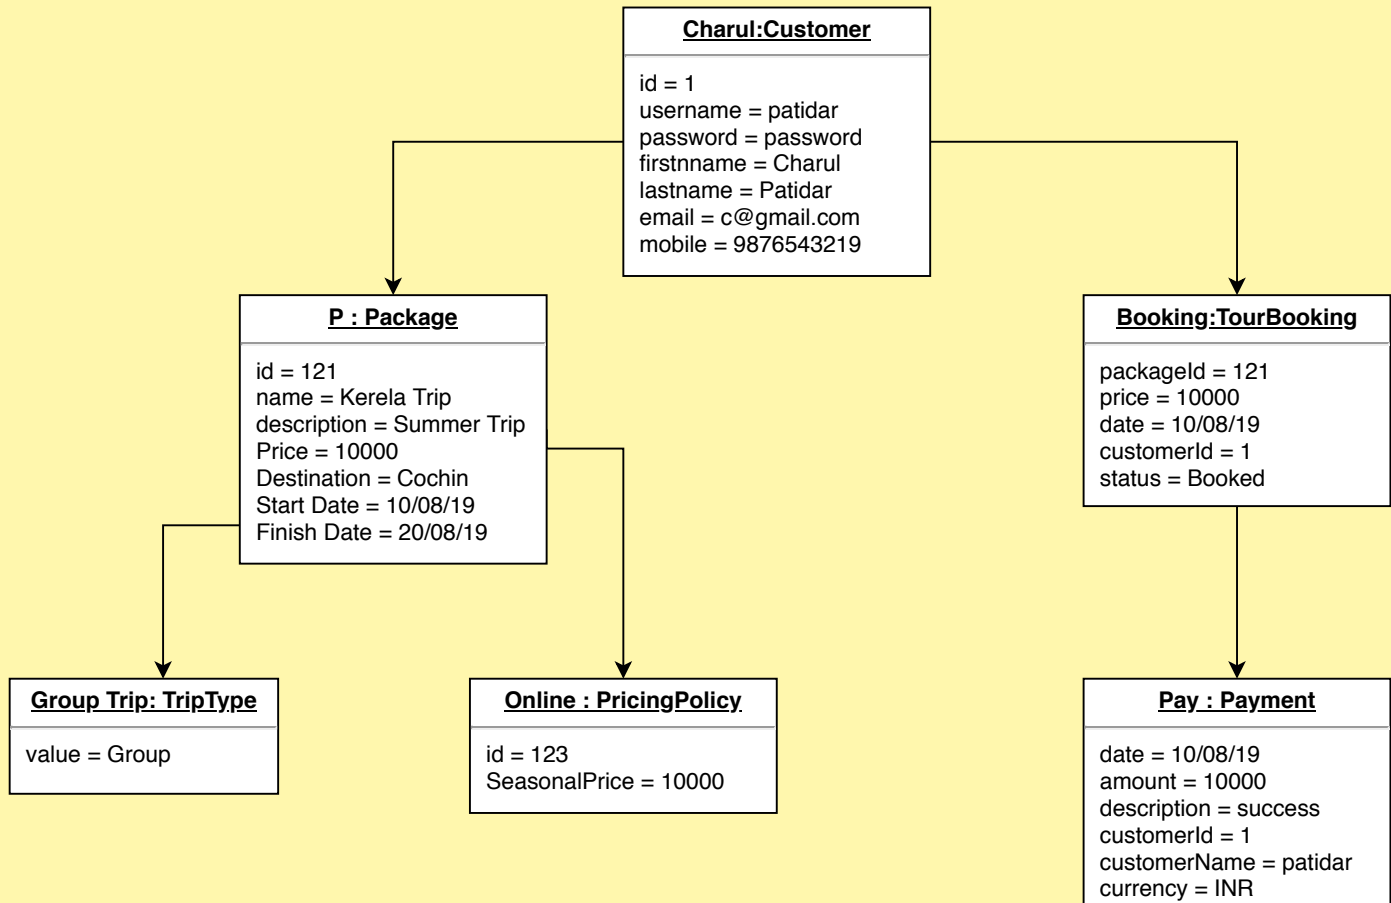 Charul:Customer
id = 1
username = patidar
password = password
firstnname = Charul
lastname = Patidar
email = c@gmail.com
mobile = 9876543219
P : Package
id = 121
name = Kerela Trip
description = Summer Trip
Price = 10000
Destination = Cochin
Start Date = 10/08/19
Finish Date = 20/08/19
Booking:TourBooking
packageId = 121
price = 10000
date = 10/08/19
customerId = 1
status = Booked
Group Trip: TripType
value = Group
Online : PricingPolicy
id = 123
SeasonalPrice = 10000
Pay : Payment
date = 10/08/19
amount = 10000
description = success
customerId = 1
customerName = patidar
currency = INR